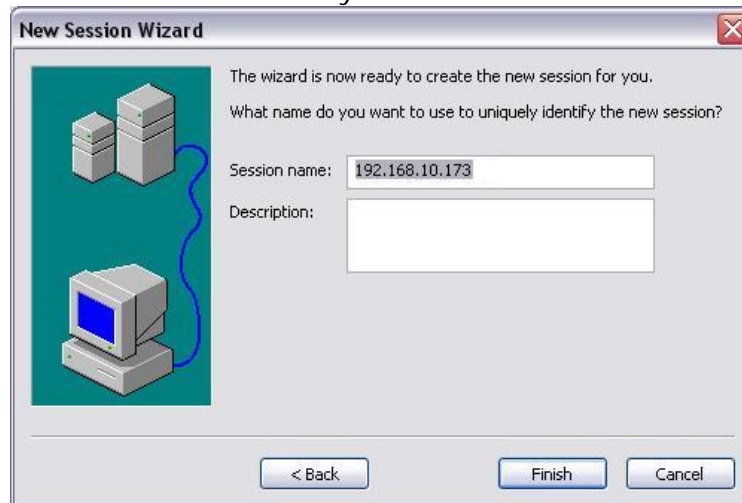 New Session Wizard
The wizard is now ready to create the new session for you.
What name do you want to use to uniquely identify the new session?
Session name: 192.168.10.173
Description:
< Back Finish Cancel